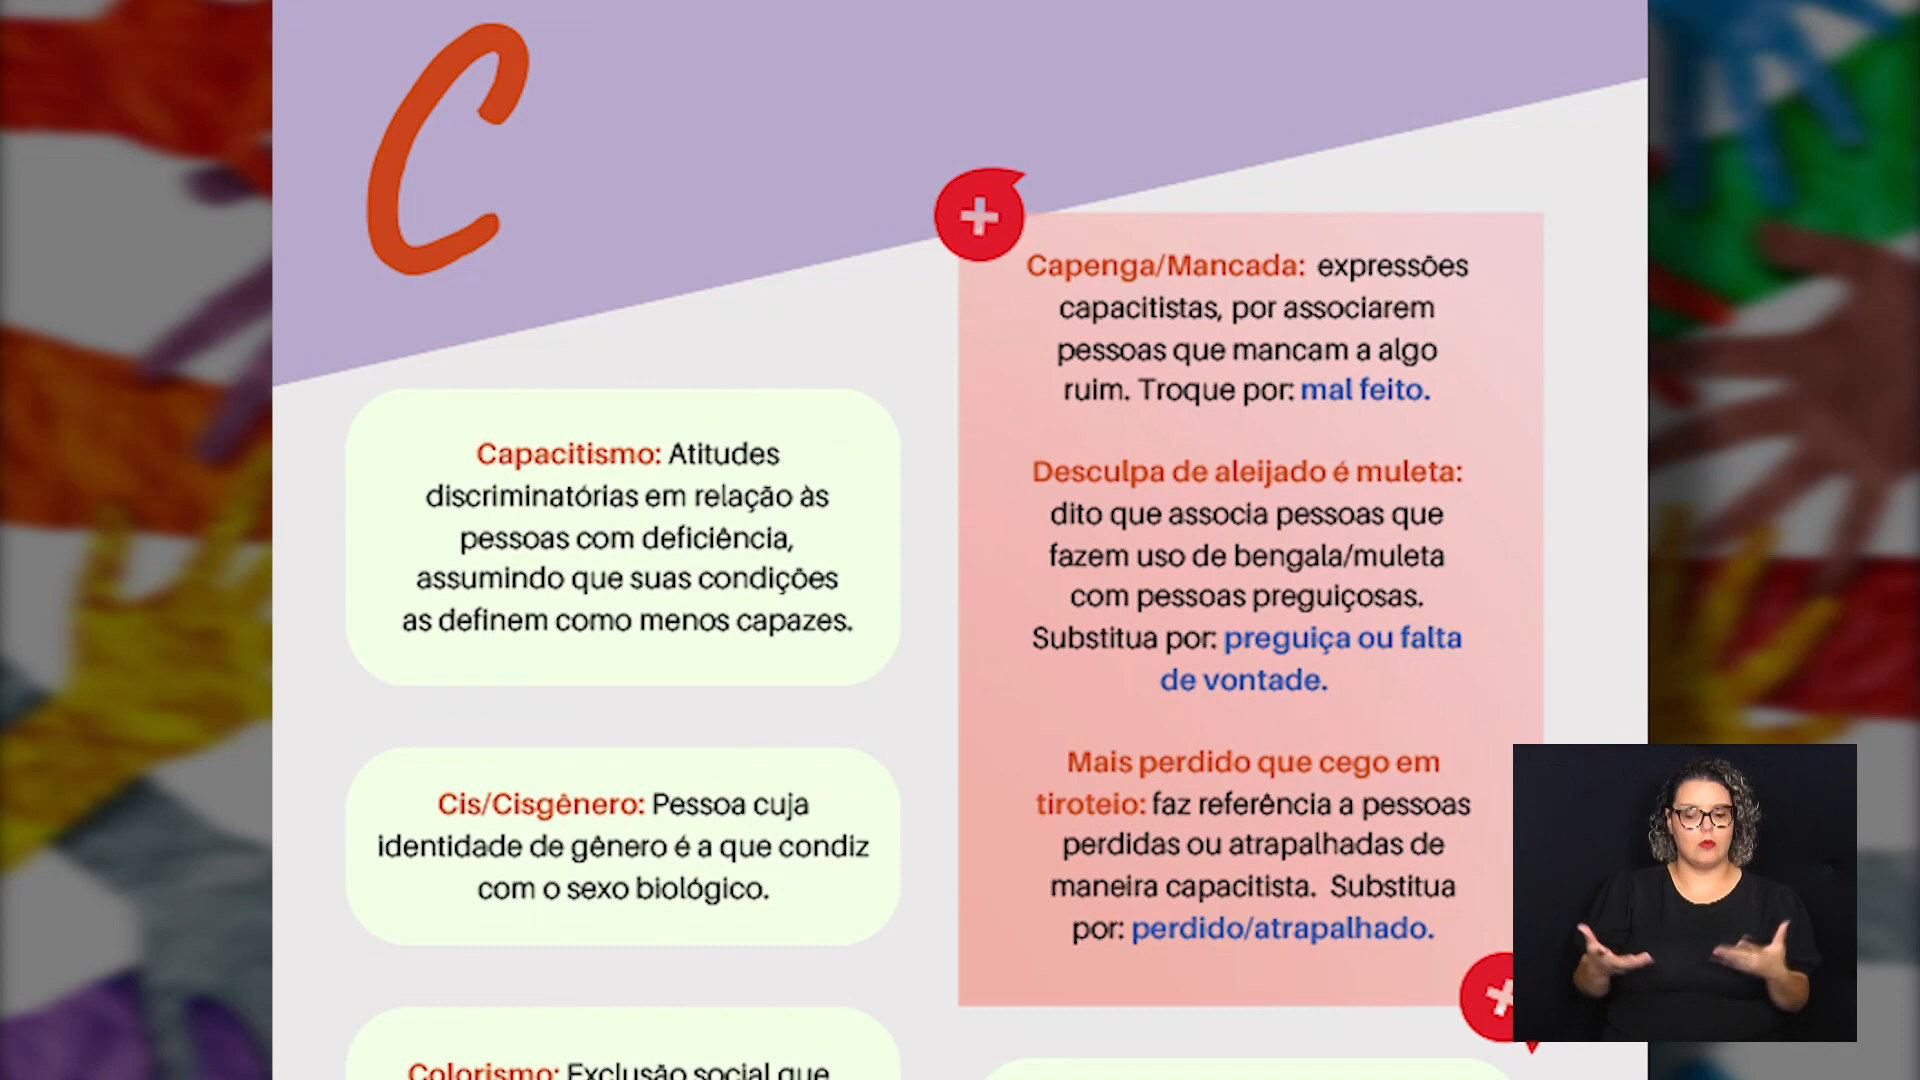 C
Capacitismo: Atitudes
discriminatórias em relação às
pessoas com deficiência,
assumindo que suas condições
as definem como menos capazes.
Cis/Cisgênero: Pessoa cuja
identidade de gênero é a que condiz
com o sexo biológico.
Colorismo: Exclusão social que
Capenga/Mancada: expressões
capacitistas, por associarem
pessoas que mancam a algo
ruim. Troque por: mal feito.
Desculpa de aleijado é muleta:
dito que associa pessoas que
fazem uso de bengala/muleta
com pessoas preguiçosas.
Substitua por: preguiça ou falta
de vontade.
Mais perdido que cego em
tiroteio: faz referência a pessoas
perdidas ou atrapalhadas de
maneira capacitista. Substitua
por: perdido/atrapalhado.